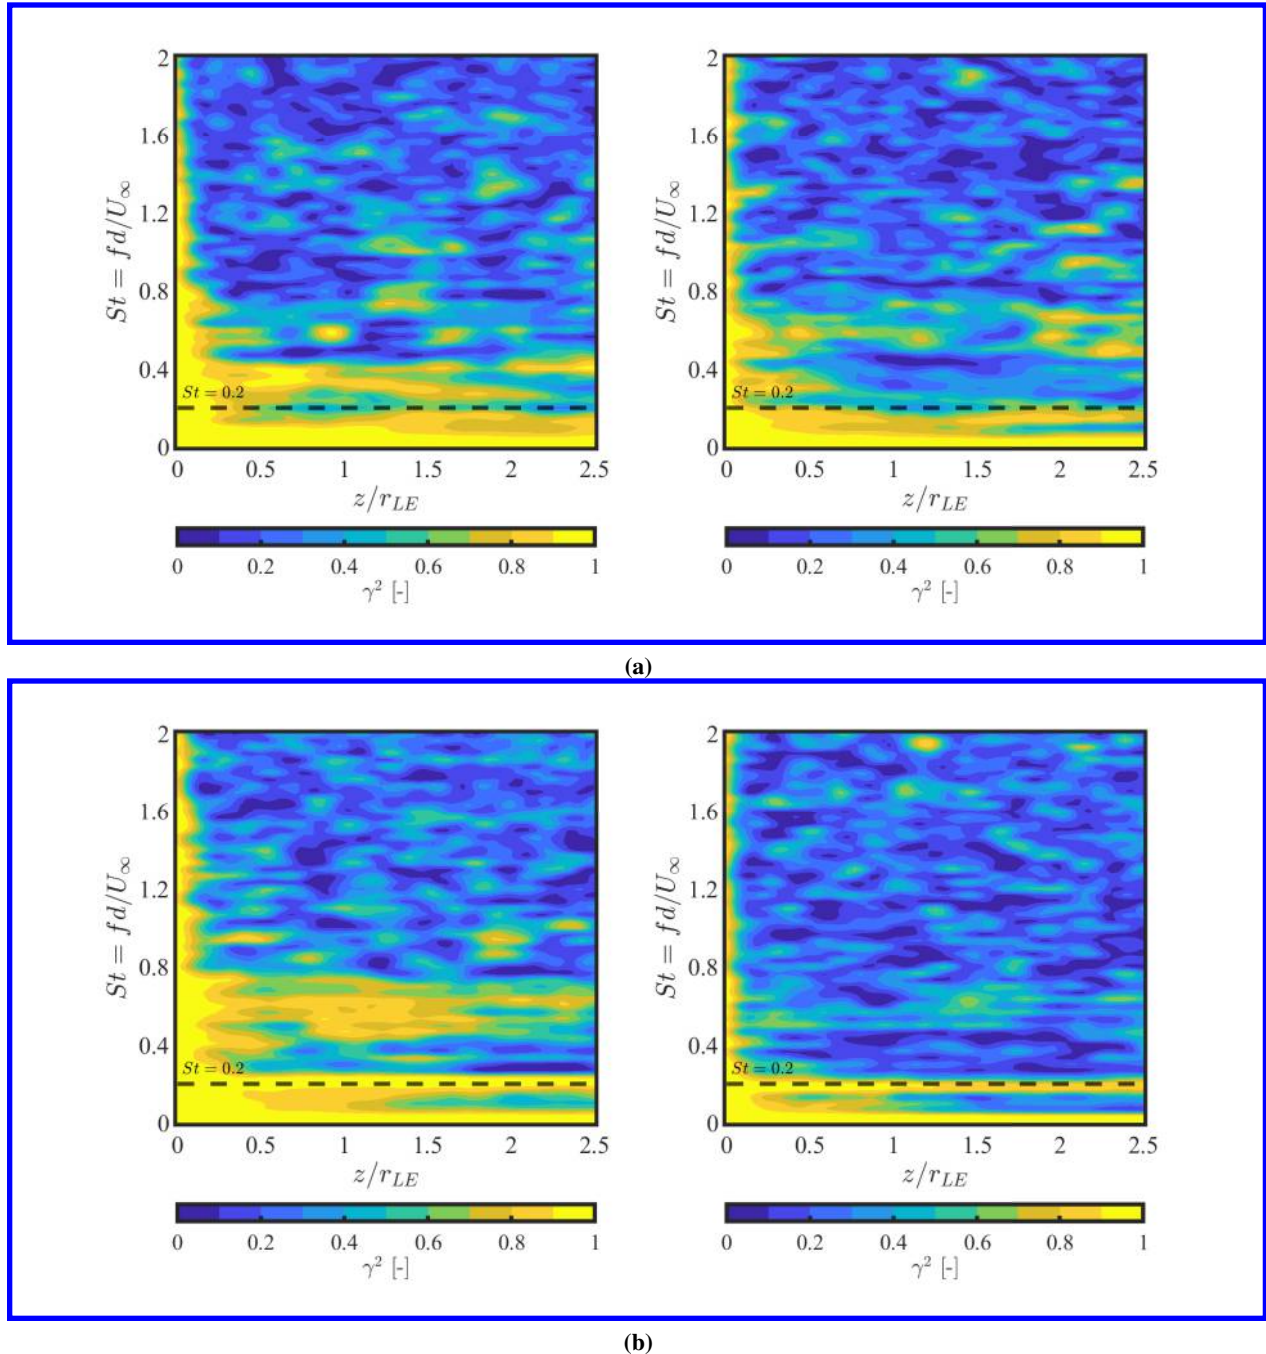 2 2
1.6 1.6
1.2 1.2
0.8 0.8
0.4 0.4
0 0
St = fd/U∞ St = fd/U∞
St = 0.2 St = 0.2
0 0.5 1 1.5 2 2.5 0 0.5 1 1.5 2 2.5
z/r_LE z/r_LE
0 0.2 0.4 0.6 0.8 1 0 0.2 0.4 0.6 0.8 1
γ² [-] γ² [-]
(a)
2 2
1.6 1.6
1.2 1.2
0.8 0.8
0.4 0.4
0 0
St = fd/U∞ St = fd/U∞
St = 0.2 St = 0.2
0 0.5 1 1.5 2 2.5 0 0.5 1 1.5 2 2.5
z/r_LE z/r_LE
0 0.2 0.4 0.6 0.8 1 0 0.2 0.4 0.6 0.8 1
γ² [-] γ² [-]
(b)